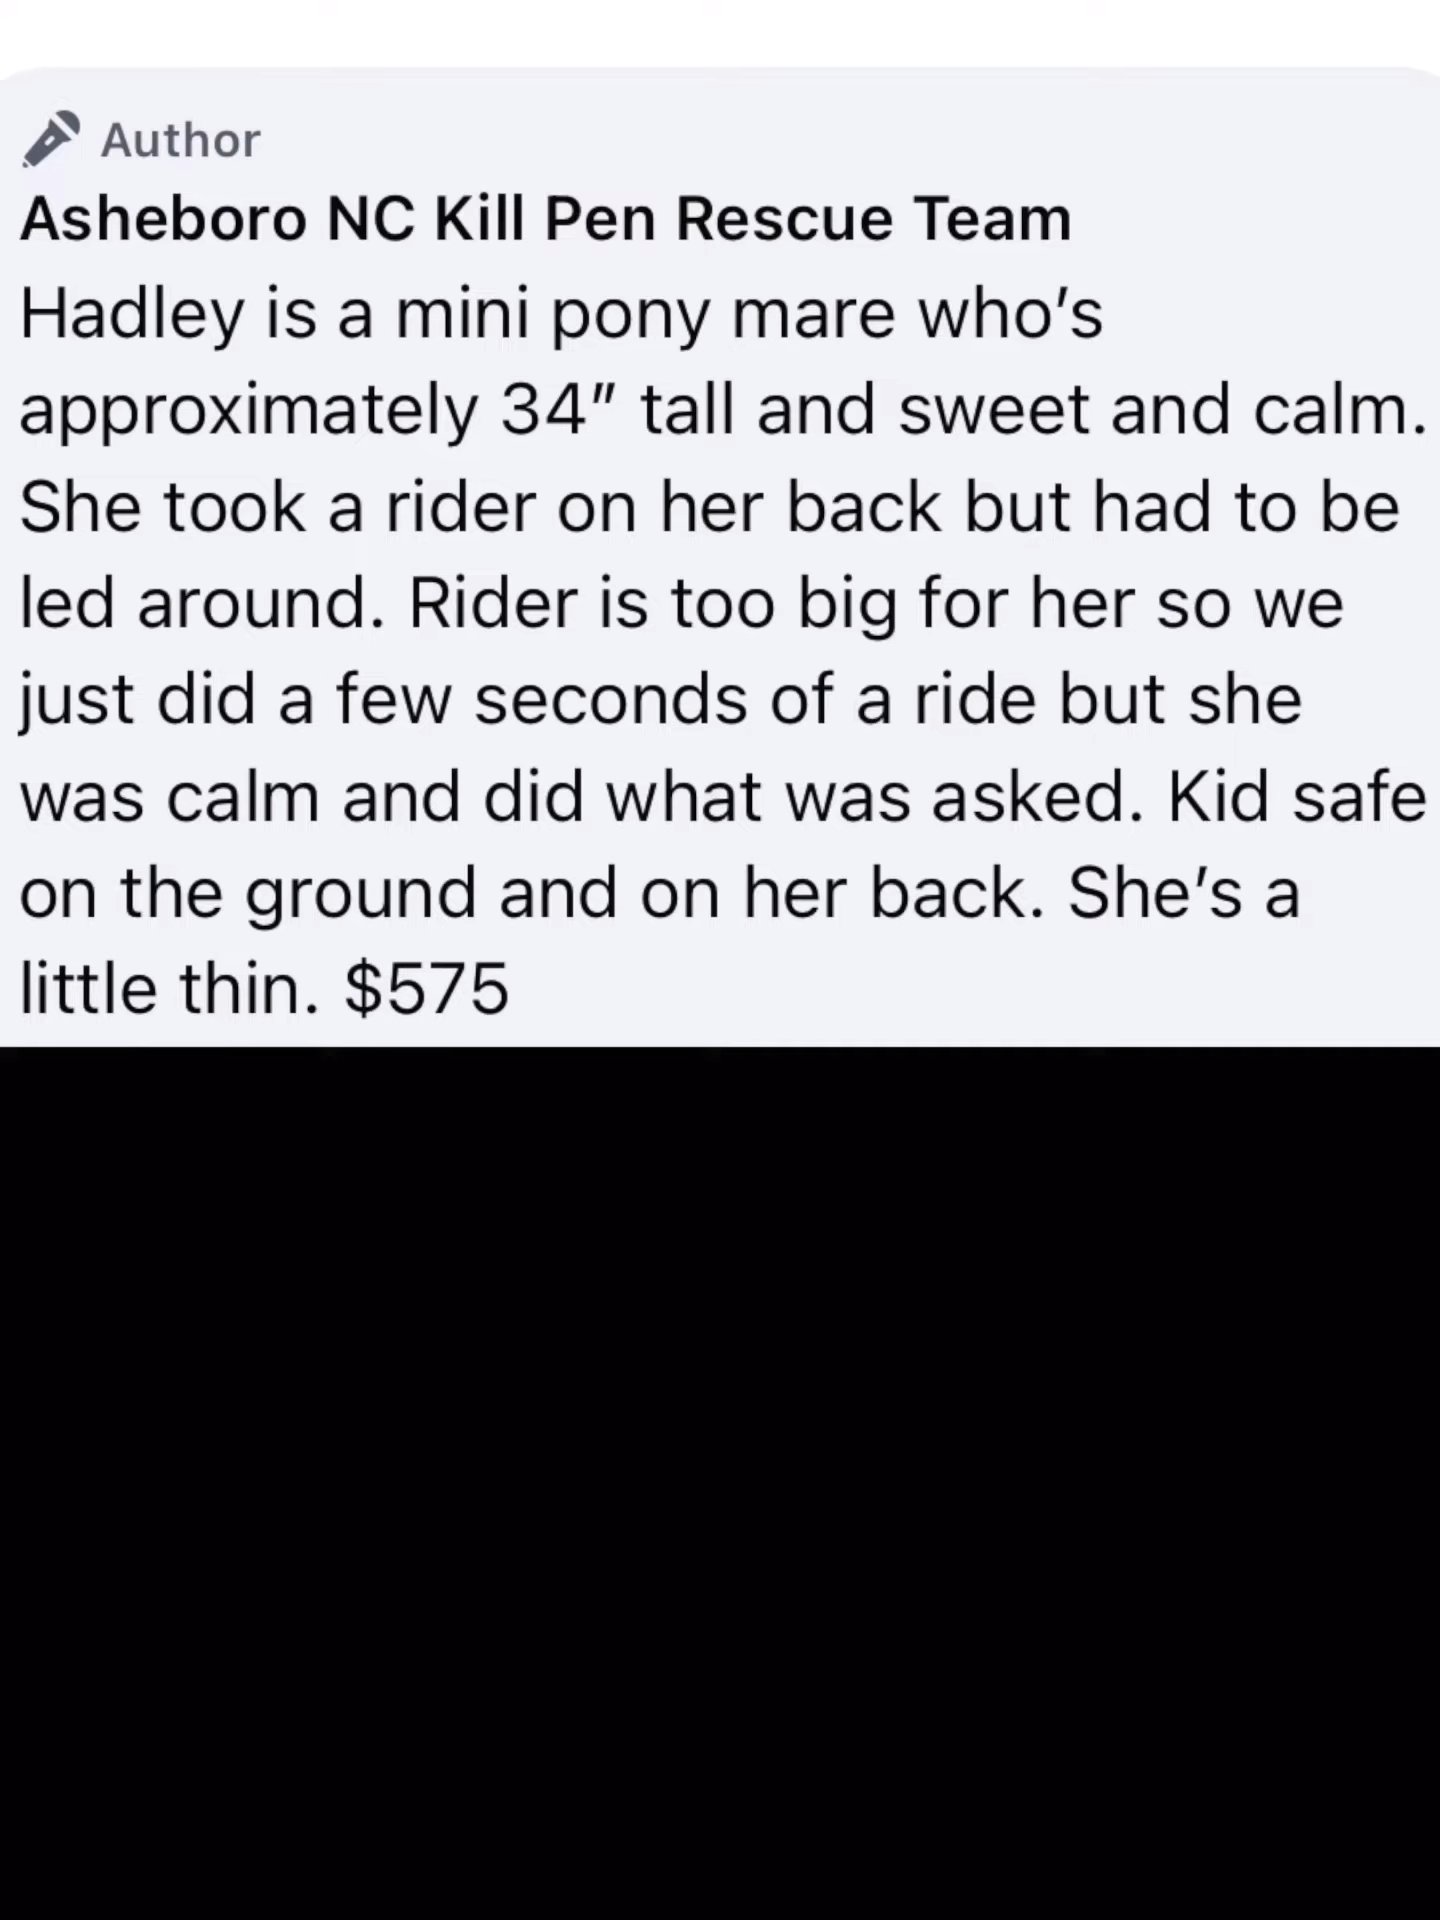 Author
Asheboro NC Kill Pen Rescue Team
Hadley is a mini pony mare who’s
approximately 34” tall and sweet and calm.
She took a rider on her back but had to be
led around. Rider is too big for her so we
just did a few seconds of a ride but she
was calm and did what was asked. Kid safe
on the ground and on her back. She’s a
little thin. $575